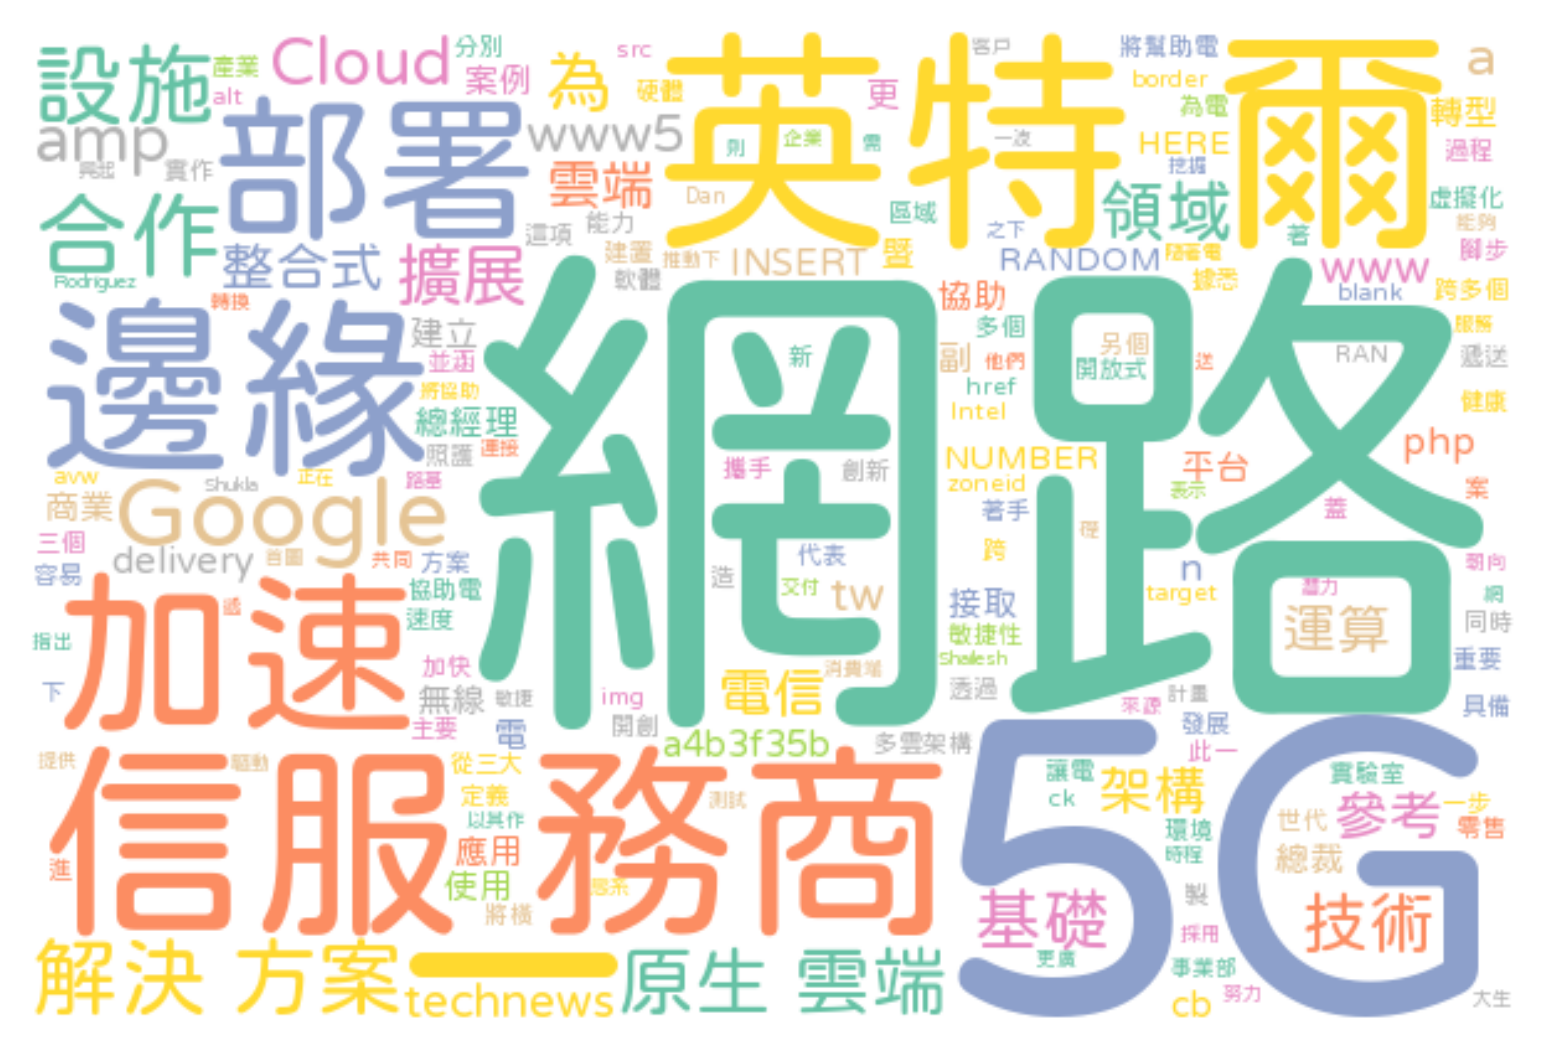 設施
產業
Cloud
分別
案例
alt
amp
為
src
硬體
英特爾
更
客戶
將幫助電
border
為電
HERE
挖掘
a
轉型
過程
部署
www5
則
企業
需
一次
實作
雲端
Dan
區域
領域
虛擬化
能夠
合作
這項
能力
之下
著
整合式
擴展
建置
推動下
INSERT
暨
RANDOM
隨著電
腳步
www
Rodriguez
轉換
軟體
協助
據悉
blank
跨多個
邊緣
建立
並函
將協助
總經理
照護
連接
網路
新
多個
副
他們
href
Intel
另個
開放式
送
RAN
服務
遞送
健康
攜手
創新
NUMBER
zoneid
平台
表示
php
案
avw
商業
Shukla
正在
路基
Google
著手
蓋
三個
delivery
首圖
共同
方案
跨
代表
朝向
容易
協助電
速度
造
交付
tw
接取
n
target
潛力
網
加速
指出
敏捷性
Shailesh
運算
同時
加快
電信
消費端
重要
下
無線
敏捷
img
透過
計畫
來源
具備
主要
電
開創
a4b3f35b
多雲架構
發展
此一
5G
提供
驅動
從三大
讓電
架構
實驗室
信服務商
定義
以其作
測試
ck
世代
參考
一步
環境
零售
進
應用
時程
總裁
使用
將橫
基礎
製
技術
採用
更廣
解決 方案
一
technews
原生 雲端
事業部
cb
努力
大生